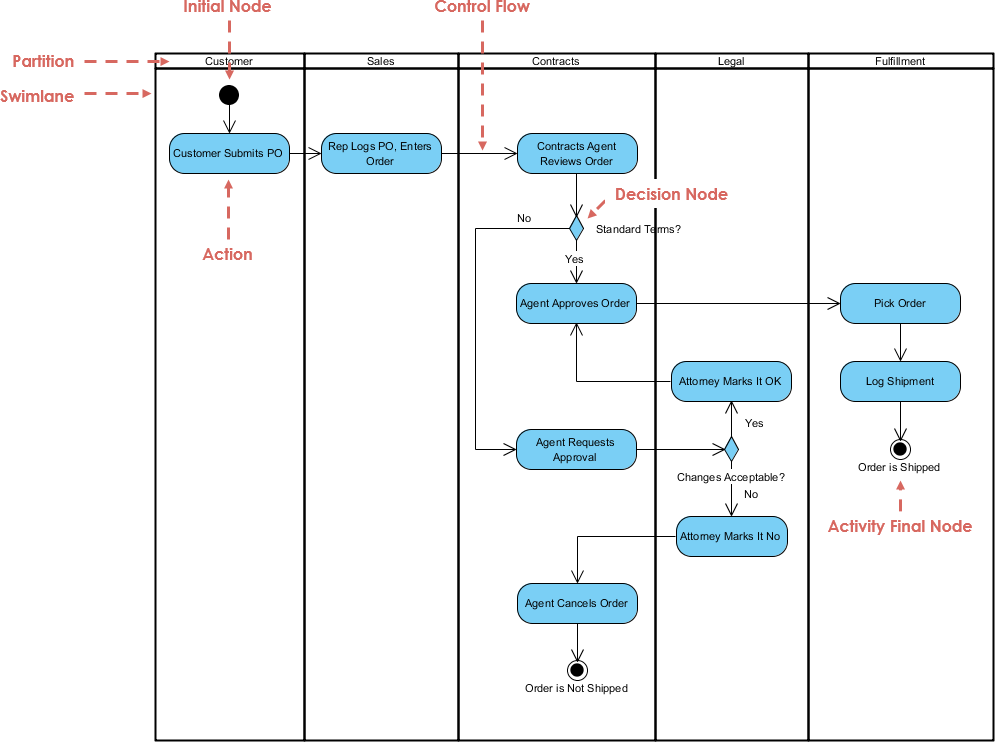 Initial Node
Control Flow
Partition
Customer
Sales
Contracts
Legal
Fulfillment
Swimlane
Customer Submits PO
Rep Logs PO, Enters
Order
Contracts Agent
Reviews Order
Decision Node
No
Standard Terms?
Action
Yes
Agent Approves Order
Pick Order
Attorney Marks It OK
Log Shipment
Yes
Agent Requests
Approval
Order is Shipped
Changes Acceptable?
No
Activity Final Node
Attorney Marks It No
Agent Cancels Order
Order is Not Shipped